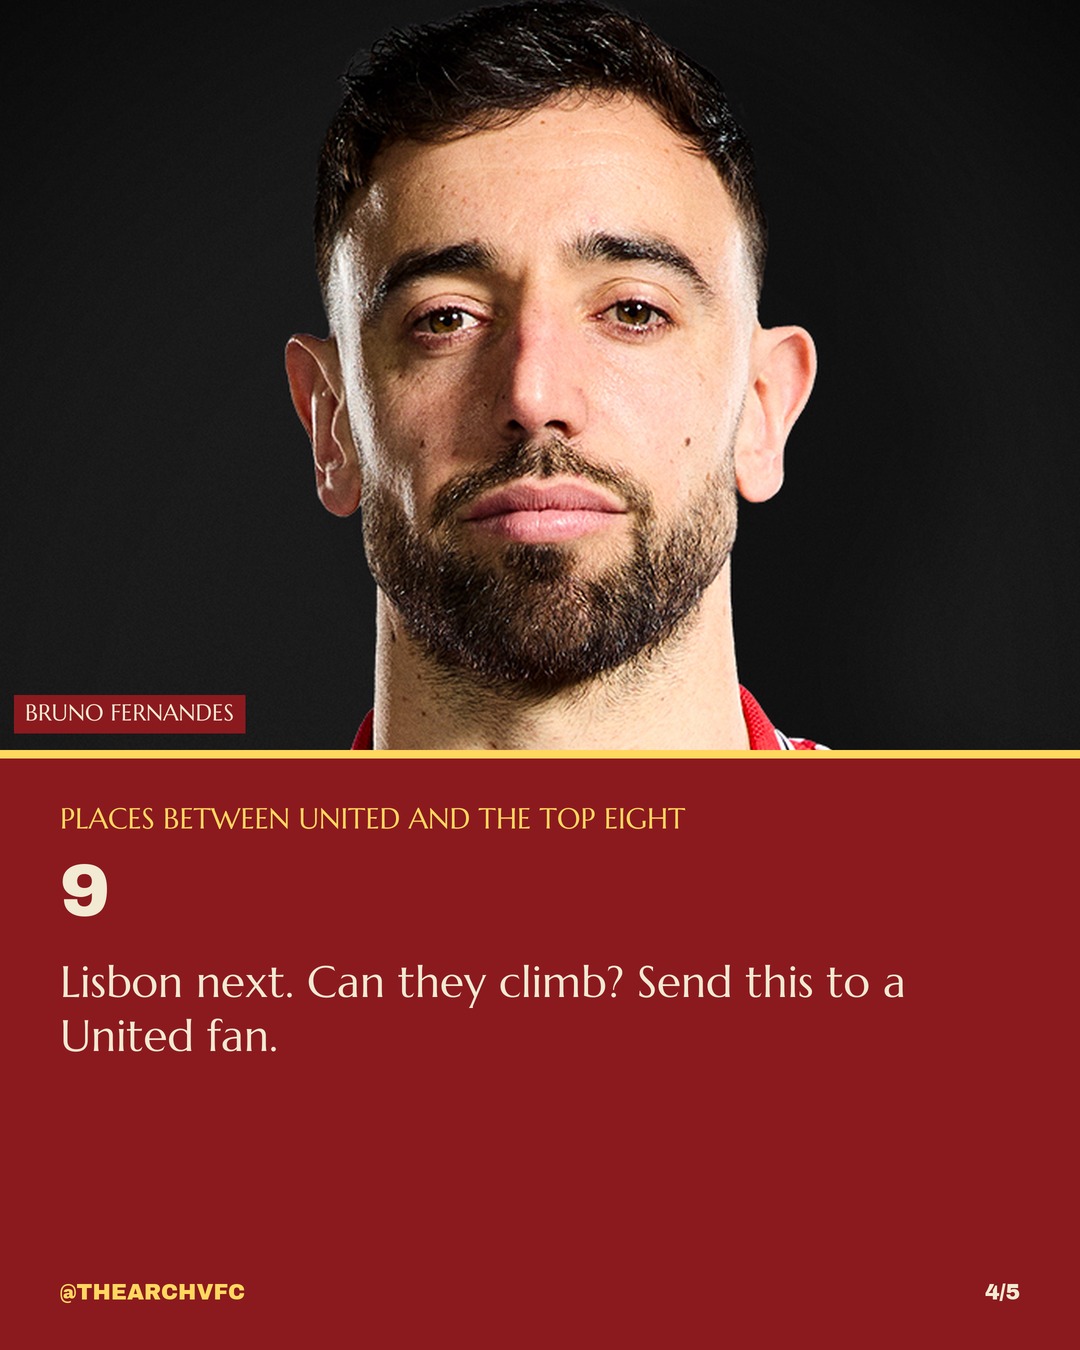 BRUNO FERNANDES
PLACES BETWEEN UNITED AND THE TOP EIGHT
9
Lisbon next. Can they climb? Send this to a
United fan.
@THEARCHVFC
4/5